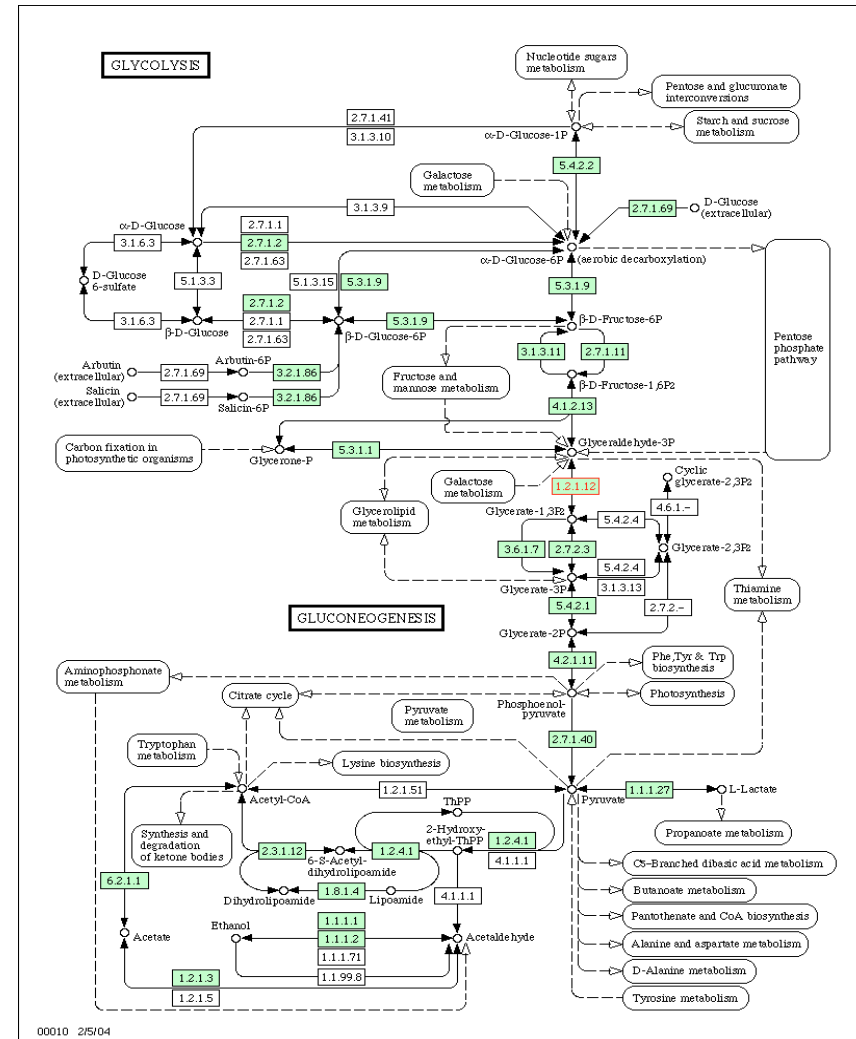 GLYCOLYSIS
Nucleotide sugars
metabolism
Pentose and glucuronate
interconversions
Starch and sucrose
metabolism
2.7.1.41
3.1.3.10
α-D-Glucose-1P
5.4.2.2
Galactose
metabolism
3.1.3.9
2.7.1.69
D-Glucose
(extracellular)
α-D-Glucose
2.7.1.1
2.7.1.2
2.7.1.63
3.1.6.3
α-D-Glucose-6P
(aerobic decarboxylation)
D-Glucose
6-sulfate
5.1.3.3
5.1.3.15
5.3.1.9
5.3.1.9
2.7.1.2
2.7.1.1
2.7.1.63
3.1.6.3
β-D-Glucose
β-D-Glucose-6P
5.3.1.9
β-D-Fructose-6P
Pentose
phosphate
pathway
3.1.3.11
2.7.1.11
Arbutin
(extracellular)
2.7.1.69
Arbutin-6P
3.2.1.86
Salicin
(extracellular)
2.7.1.69
Salicin-6P
3.2.1.86
Fructose and
mannose metabolism
β-D-Fructose-1,6P2
4.1.2.13
Carbon fixation in
photosynthetic organisms
Glycerone-P
5.3.1.1
Glyceraldehyde-3P
Galactose
metabolism
1.2.1.12
Cyclic
glycerate-2,3P2
Glycerolipid
metabolism
Glycerate-1,3P2
5.4.2.4
4.6.1.-
3.6.1.7
2.7.2.3
Glycerate-2,3P2
5.4.2.4
3.1.3.13
Glycerate-3P
Thiamine
metabolism
GLUCONEOGENESIS
5.4.2.1
2.7.2.-
Glycerate-2P
4.2.1.11
Phe,Tyr & Trp
biosynthesis
Aminophosphonate
metabolism
Citrate cycle
Photosynthesis
Phosphoenol-
pyruvate
Pyruvate
metabolism
2.7.1.40
Tryptophan
metabolism
Lysine biosynthesis
1.2.1.51
Acetyl-CoA
Pyruvate
1.1.1.27
L-Lactate
ThPP
Synthesis and
degradation
of ketone bodies
2-Hydroxy-
ethyl-ThPP
Propanoate metabolism
2.3.1.12
6-S-Acetyl-
dihydrolipoamide
1.2.4.1
1.2.4.1
4.1.1.1
C5-Branched dibasic acid metabolism
6.2.1.1
Dihydrolipoamide
1.8.1.4
Lipoamide
4.1.1.1
Butanoate metabolism
Pantothenate and CoA biosynthesis
Acetate
Ethanol
1.1.1.1
1.1.1.2
1.1.1.71
1.1.99.8
Acetaldehyde
Alanine and aspartate metabolism
D-Alanine metabolism
1.2.1.3
1.2.1.5
Tyrosine metabolism
00010 2/5/04